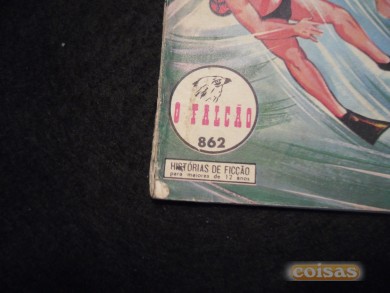 O FALCÃO
862
HISTÓRIAS DE FICÇÃO
para maiores de 12 anos
coisas